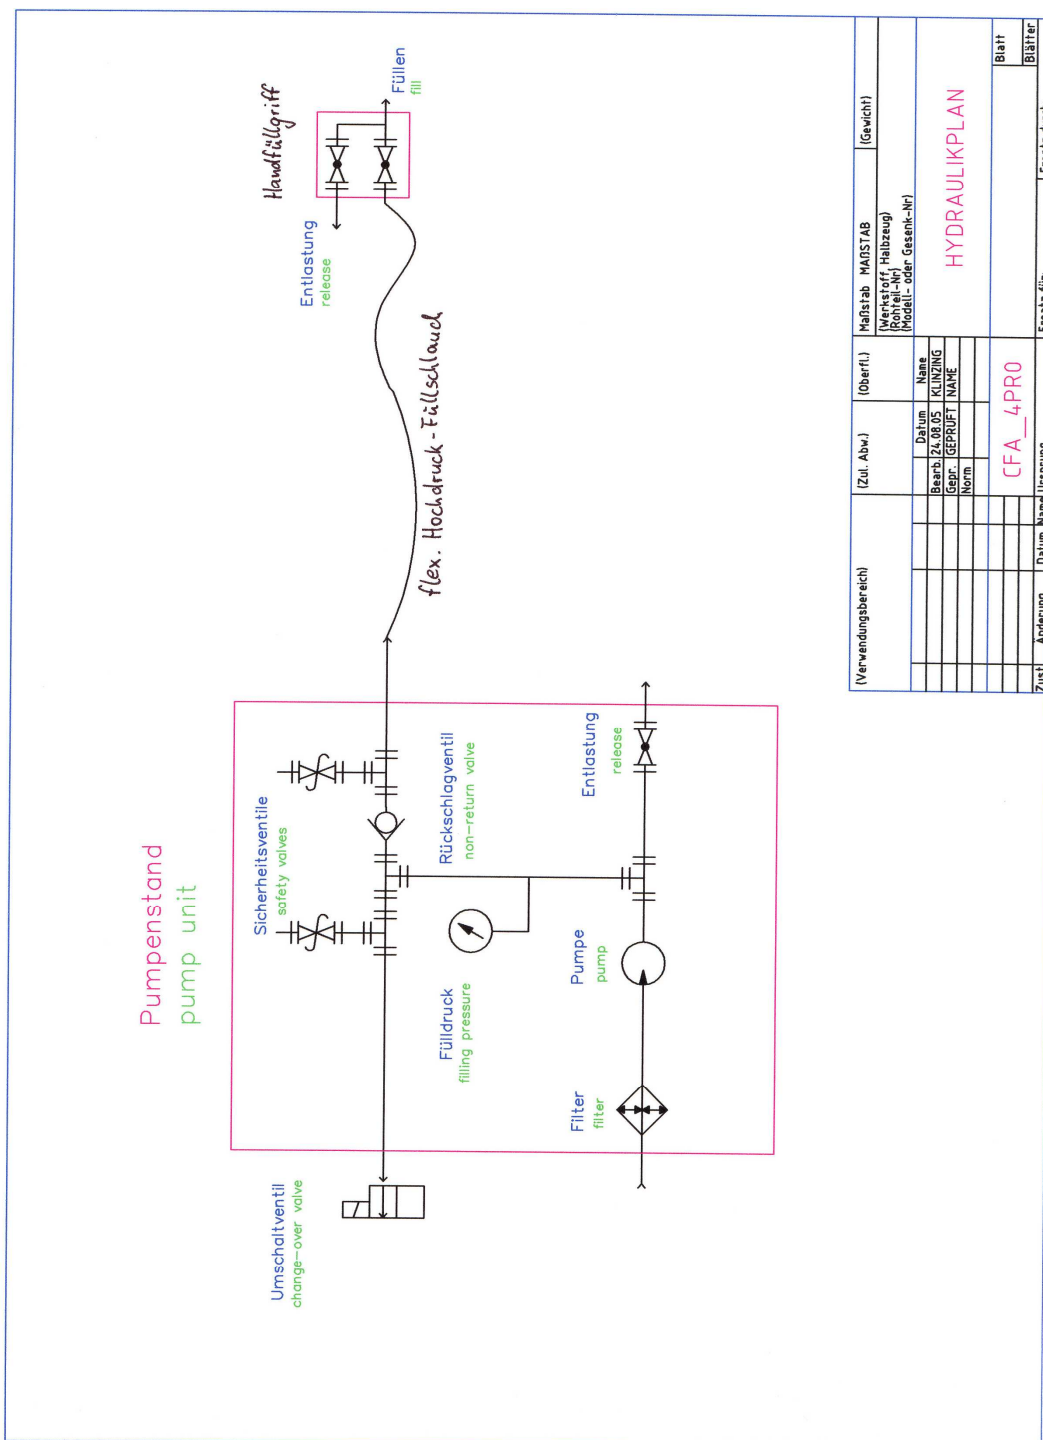 Pumpenstand
pump unit
Umschaltventil
change-over valve
Sicherheitsventile
safety valves
Rückschlagventil
non-return valve
Fülldruck
filling pressure
Filter
filter
Pumpe
pump
Entlastung
release
flex. Hochdruck-Füllschlauch
Handfüllgriff
Entlastung
release
Füllen
fill
(Verwendungsbereich)
(Zul. Abw.)
(Oberfl.)
Maßstab MAßSTAB
(Gewicht)
(Werkstoff, Halbzeug)
(Rohteil-Nr)
(Modell- oder Gesenk-Nr)
Datum Name
Bearb. 24.08.05 KLINZING
Gepr. GEPRÜFT NAME
Norm
HYDRAULIKPLAN
CFA_4PRO
Blatt
Blätter
Zust. Änderung Datum Name Ursprung